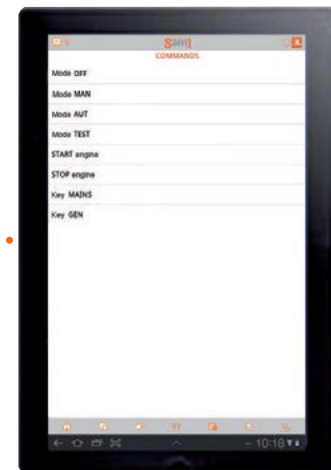 Sam1
COMMANDS
Mode OFF
Mode MAN
Mode AUT
Mode TEST
START engine
STOP engine
Key MAINS
Key GEN
10:18